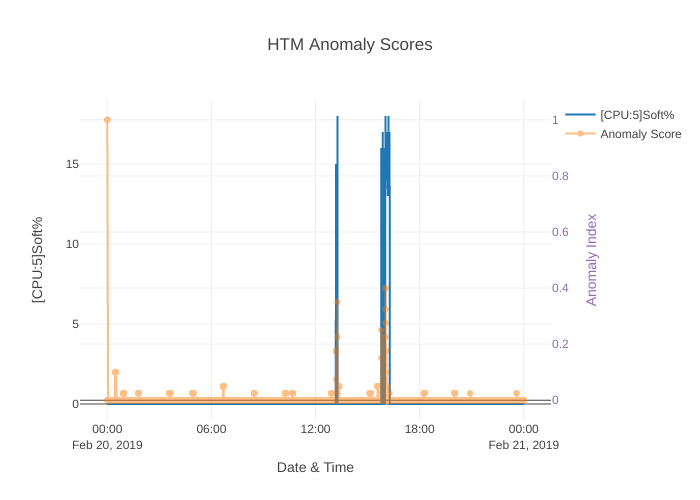 HTM Anomaly Scores
[CPU:5]Soft%
Anomaly Score
[CPU:5]Soft%
15
10
5
0
1
0.8
0.6
0.4
0.2
0
Anomaly Index
00:00
Feb 20, 2019
06:00
12:00
18:00
00:00
Feb 21, 2019
Date & Time